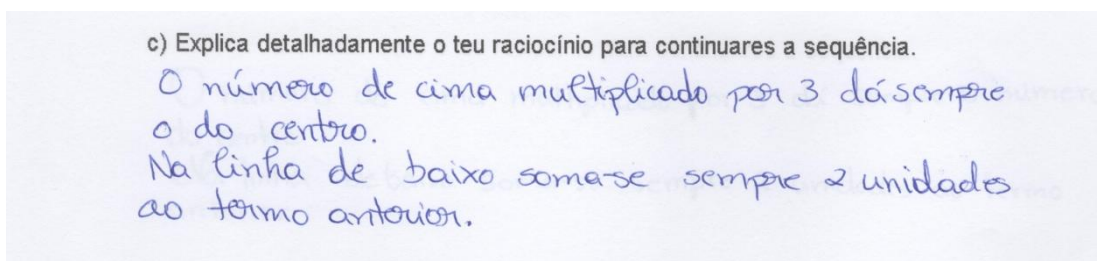 c) Explica detalhadamente o teu raciocínio para continuares a sequência.
O número de cima multiplicado por 3 dá sempre
o do centro.
Na linha de baixo soma-se sempre 2 unidades
ao termo anterior.